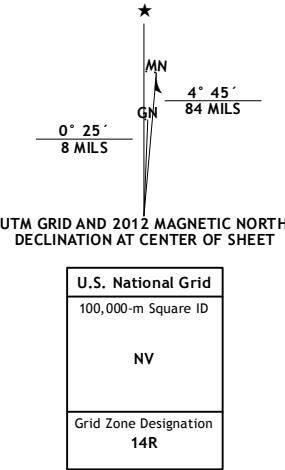 ★
MN
4° 45´
84 MILS
GN
0° 25´
8 MILS
UTM GRID AND 2012 MAGNETIC NORTH
DECLINATION AT CENTER OF SHEET
U.S. National Grid
100,000-m Square ID
NV
Grid Zone Designation
14R